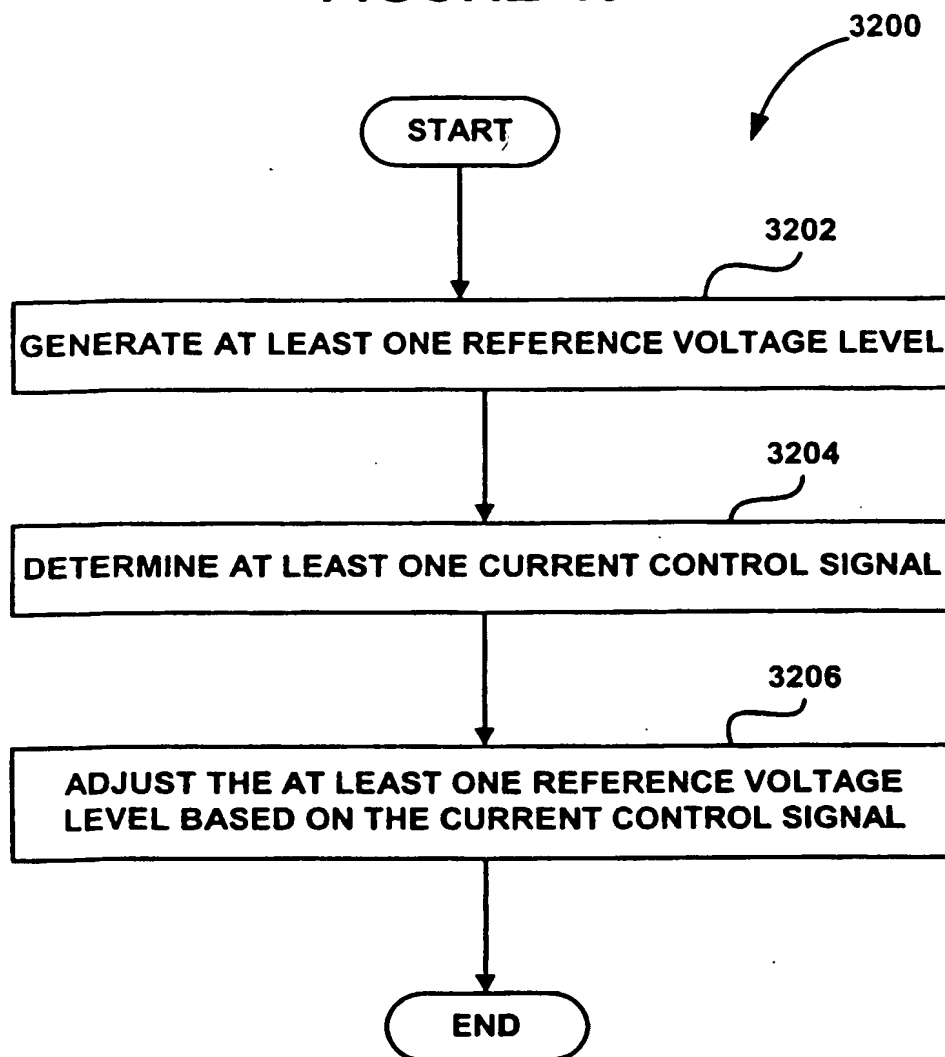 3200
START
3202
GENERATE AT LEAST ONE REFERENCE VOLTAGE LEVEL
3204
DETERMINE AT LEAST ONE CURRENT CONTROL SIGNAL
3206
ADJUST THE AT LEAST ONE REFERENCE VOLTAGE
LEVEL BASED ON THE CURRENT CONTROL SIGNAL
END